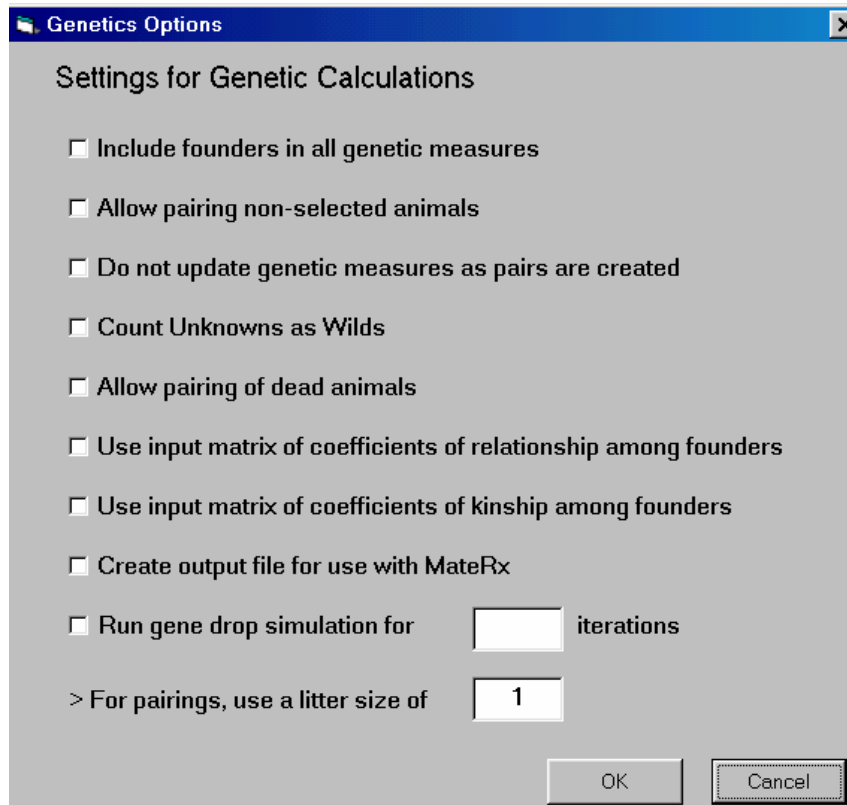 Genetics Options
Settings for Genetic Calculations
Include founders in all genetic measures
Allow pairing non-selected animals
Do not update genetic measures as pairs are created
Count Unknowns as Wilds
Allow pairing of dead animals
Use input matrix of coefficients of relationship among founders
Use input matrix of coefficients of kinship among founders
Create output file for use with MateRx
Run gene drop simulation for iterations
> For pairings, use a litter size of 1
OK Cancel